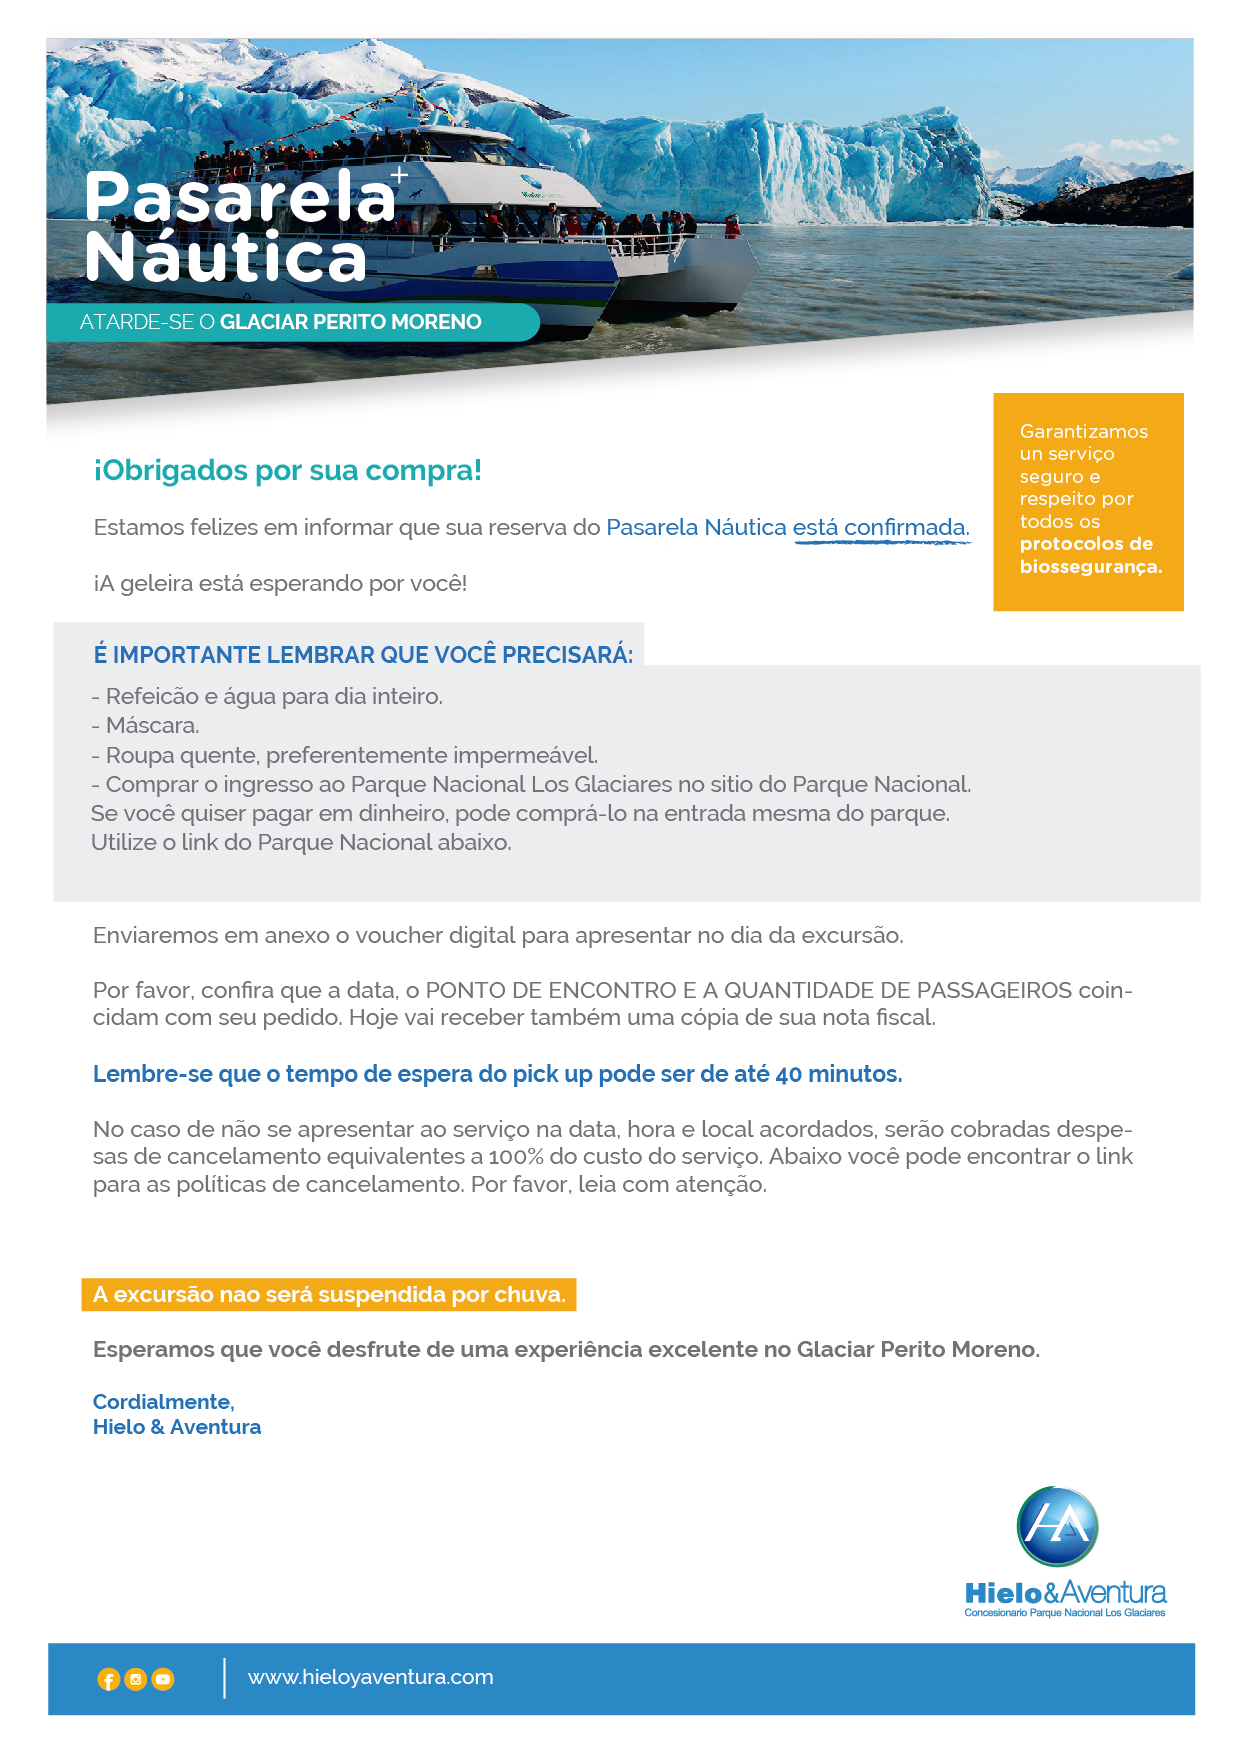 Pasarela+
Náutica
ATARDE-SE O GLACIAR PERITO MORENO
Garantizamos
un serviço
seguro e
respeito por
todos os
protocolos de
biossegurança.
¡Obrigados por sua compra!
Estamos felizes em informar que sua reserva do Pasarela Náutica está confirmada.
¡A geleira está esperando por você!
É IMPORTANTE LEMBRAR QUE VOCÊ PRECISARÁ:
- Refeicão e água para dia inteiro.
- Máscara.
- Roupa quente, preferentemente impermeável.
- Comprar o ingresso ao Parque Nacional Los Glaciares no sitio do Parque Nacional.
Se você quiser pagar em dinheiro, pode comprá-lo na entrada mesma do parque.
Utilize o link do Parque Nacional abaixo.
Enviaremos em anexo o voucher digital para apresentar no dia da excursão.
Por favor, confira que a data, o PONTO DE ENCONTRO E A QUANTIDADE DE PASSAGEIROS coin-
cidam com seu pedido. Hoje vai receber também uma cópia de sua nota fiscal.
Lembre-se que o tempo de espera do pick up pode ser de até 40 minutos.
No caso de não se apresentar ao serviço na data, hora e local acordados, serão cobradas despe-
sas de cancelamento equivalentes a 100% do custo do serviço. Abaixo você pode encontrar o link
para as políticas de cancelamento. Por favor, leia com atenção.
A excursão nao será suspendida por chuva.
Esperamos que você desfrute de uma experiência excelente no Glaciar Perito Moreno.
Cordialmente,
Hielo & Aventura
HA
Hielo&Aventura
Concesionario Parque Nacional Los Glaciares
www.hieloyaventura.com